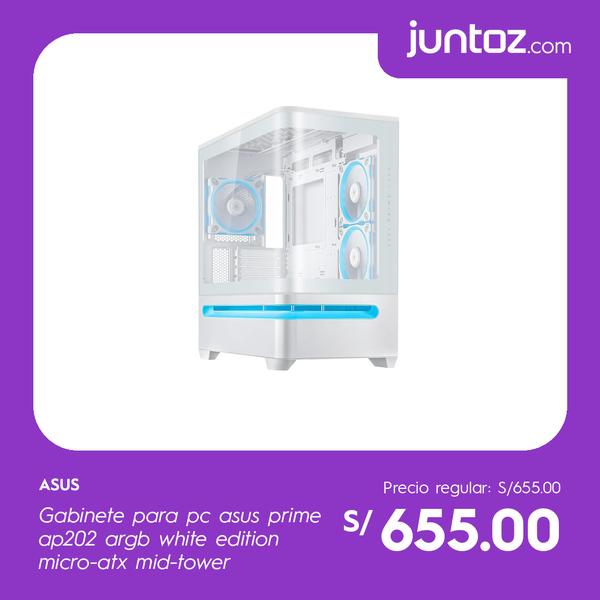 juntoz.com
ASUS
Gabinete para pc asus prime
ap202 argb white edition
micro-atx mid-tower
Precio regular: S/655.00
S/ 655.00